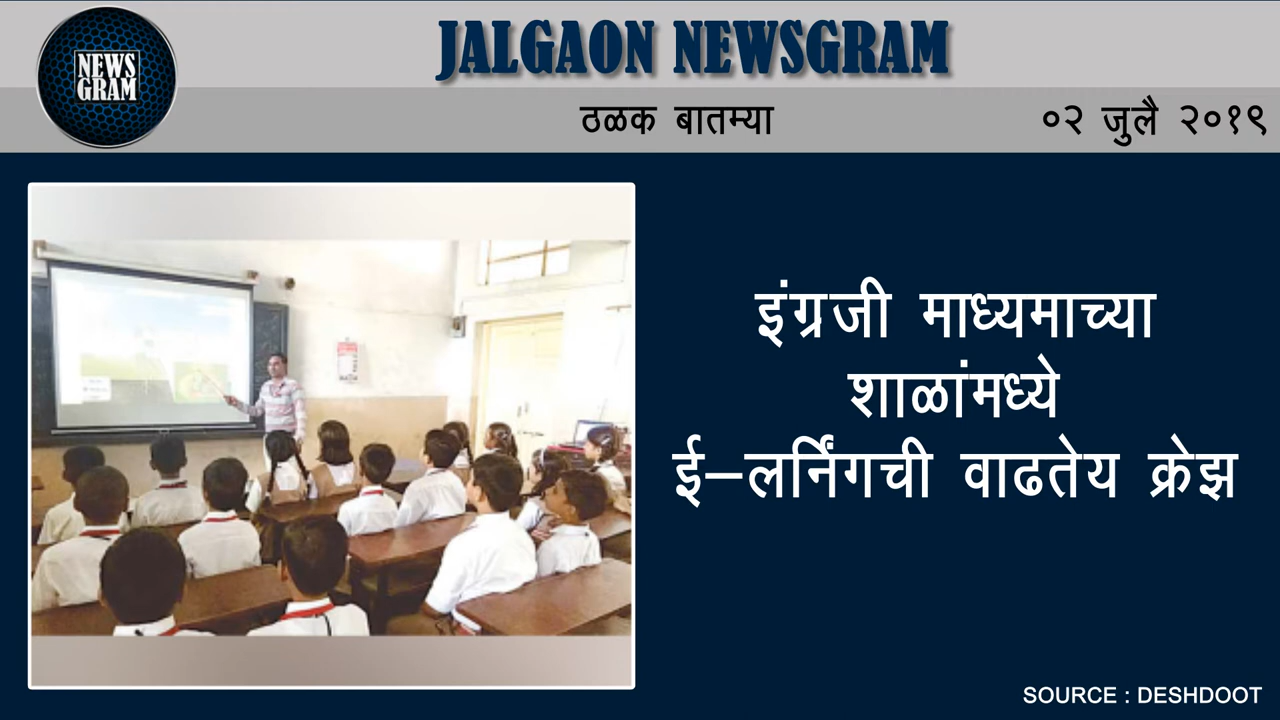 NEWS
GRAM
JALGAON NEWSGRAM
ठळक बातम्या
०२ जुलै २०१९
इंग्रजी माध्यमाच्या
शाळांमध्ये
ई–लर्निंगची वाढतेय क्रेझ
SOURCE : DESHDOOT